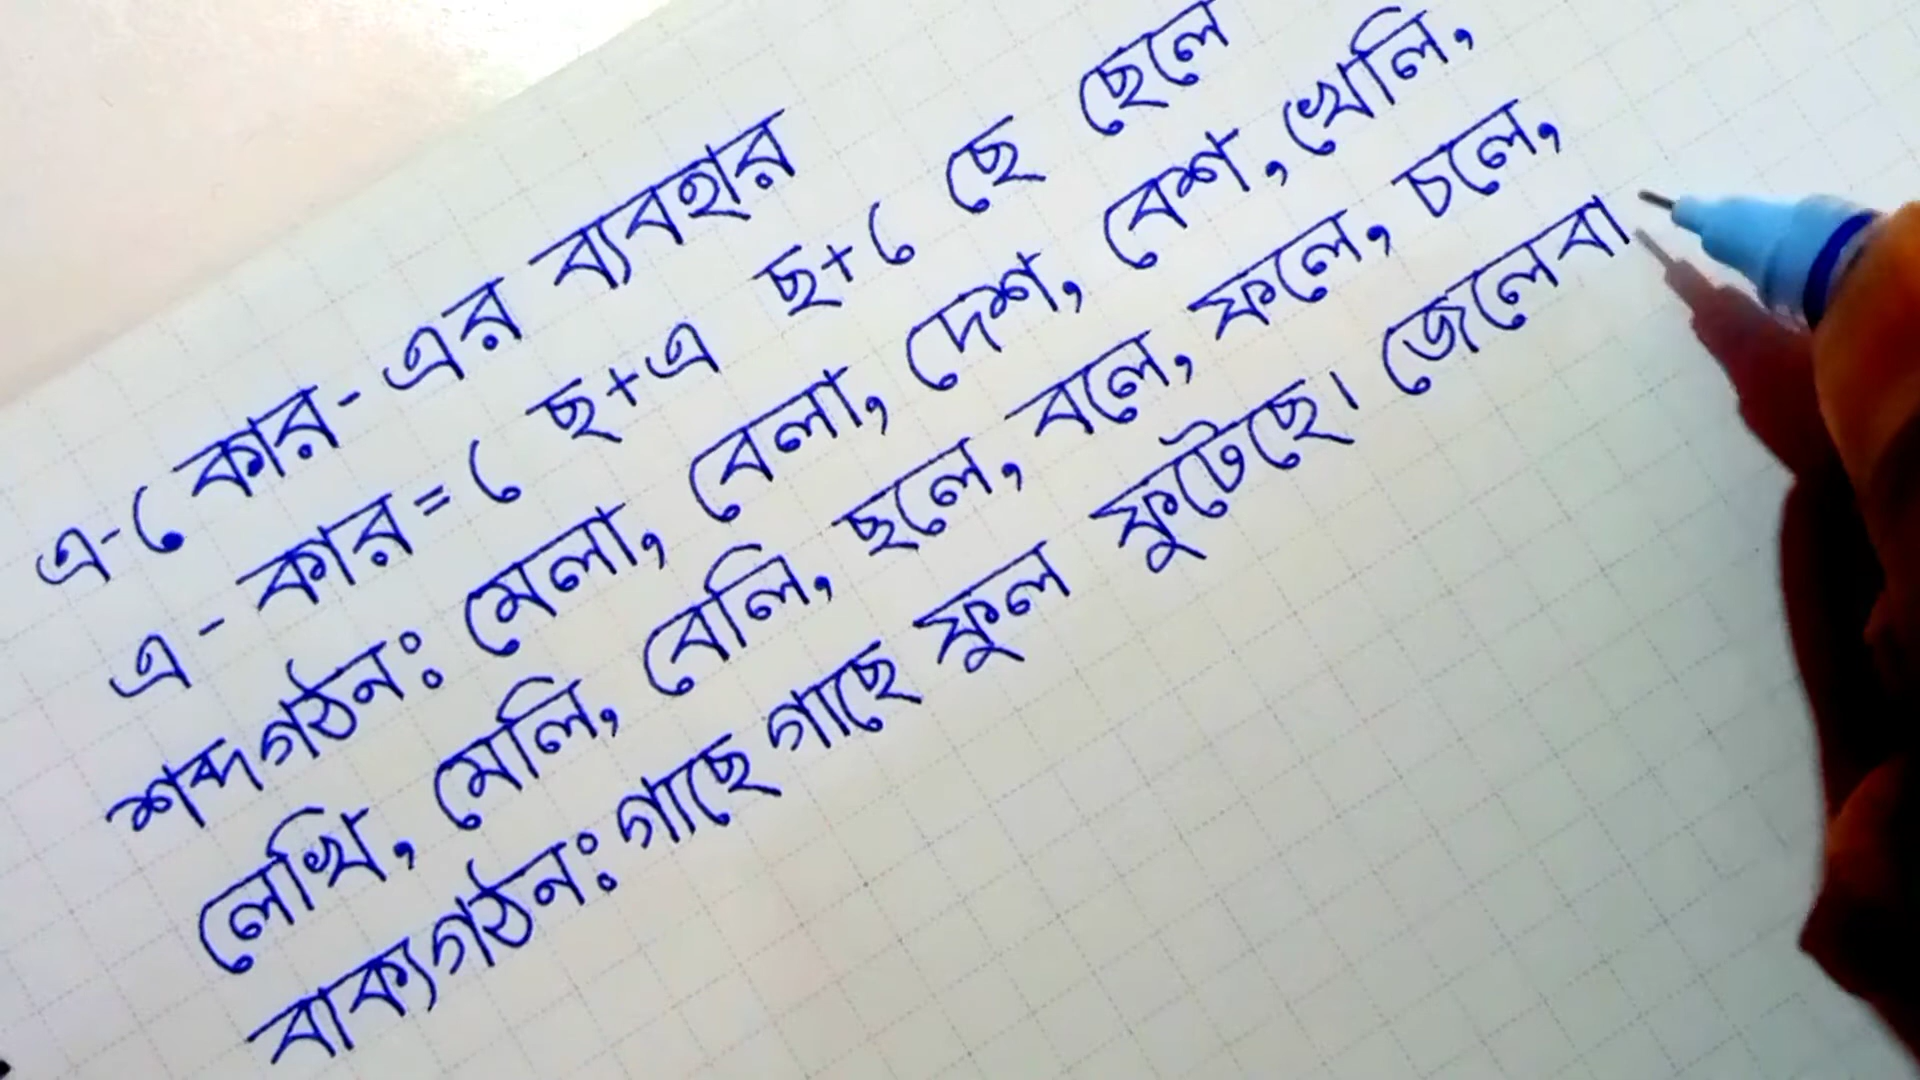 এ-ে কার-এর ব্যবহার
এ-কার= ে ছ+এ ছ+ে ছে ছেলে
শব্দগঠন: মেলা, বেলা, দেশ, বেশ, খেলি,
লেখি, মেলি, বেলি, ছলে, বলে, ফলে, চলে,
বাক্যগঠন: গাছে গাছে ফুল ফুটেছে। জেলেবা